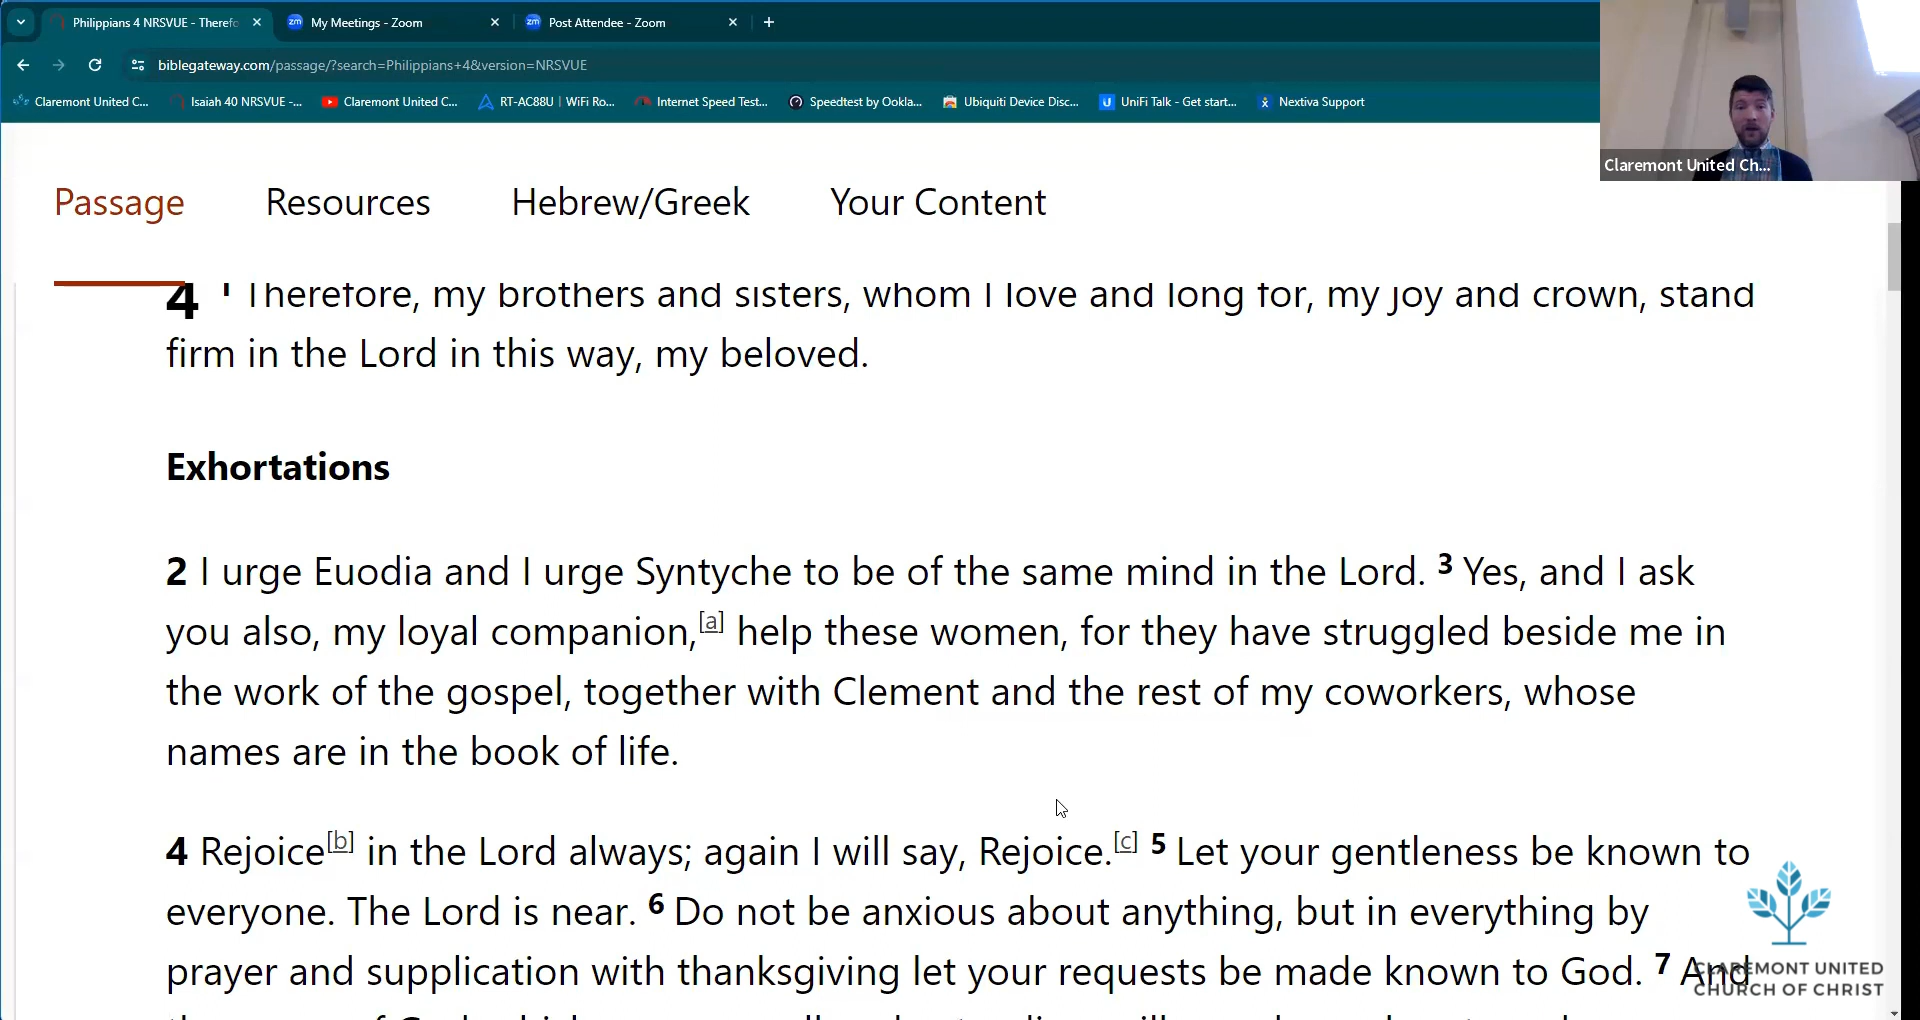 Philippians 4 NRSVUE - Therefo
My Meetings - Zoom
Post Attendee - Zoom
biblegateway.com/passage/?search=Philippians+4&version=NRSVUE
Claremont United C...
Isaiah 40 NRSVUE -...
Claremont United C...
RT-AC88U | WiFi Ro...
Internet Speed Test...
Speedtest by Ookla...
Ubiquiti Device Disc...
UniFi Talk - Get start...
Nextiva Support
Claremont United Ch...
Passage Resources Hebrew/Greek Your Content
4 1 Therefore, my brothers and sisters, whom I love and long for, my joy and crown, stand
firm in the Lord in this way, my beloved.
Exhortations
2 I urge Euodia and I urge Syntyche to be of the same mind in the Lord. 3 Yes, and I ask
you also, my loyal companion,[a] help these women, for they have struggled beside me in
the work of the gospel, together with Clement and the rest of my coworkers, whose
names are in the book of life.
4 Rejoice[b] in the Lord always; again I will say, Rejoice.[c] 5 Let your gentleness be known to
everyone. The Lord is near. 6 Do not be anxious about anything, but in everything by
prayer and supplication with thanksgiving let your requests be made known to God. 7 And
CLAREMONT UNITED
CHURCH OF CHRIST